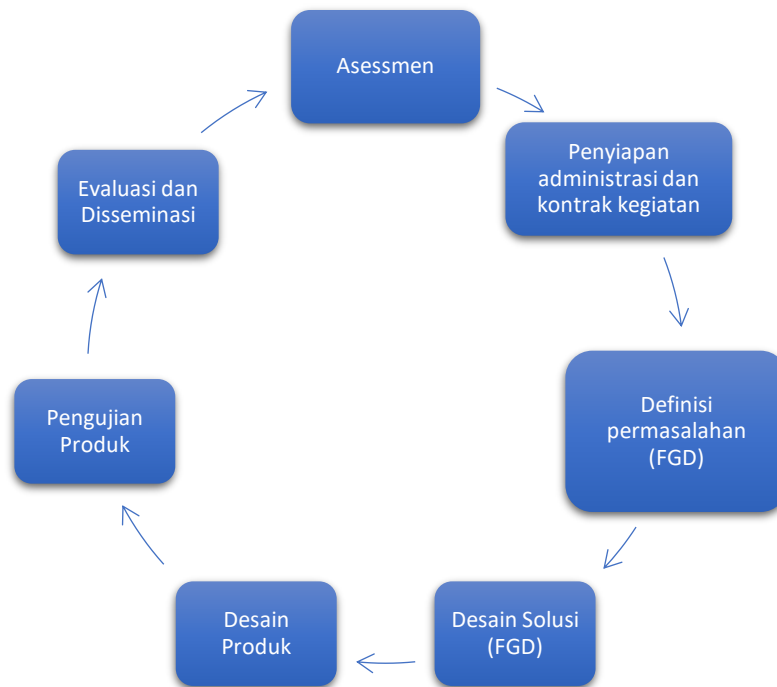 Asessmen
Penyiapan
administrasi dan
kontrak kegiatan
Definisi
permasalahan
(FGD)
Desain Solusi
(FGD)
Desain
Produk
Pengujian
Produk
Evaluasi dan
Disseminasi